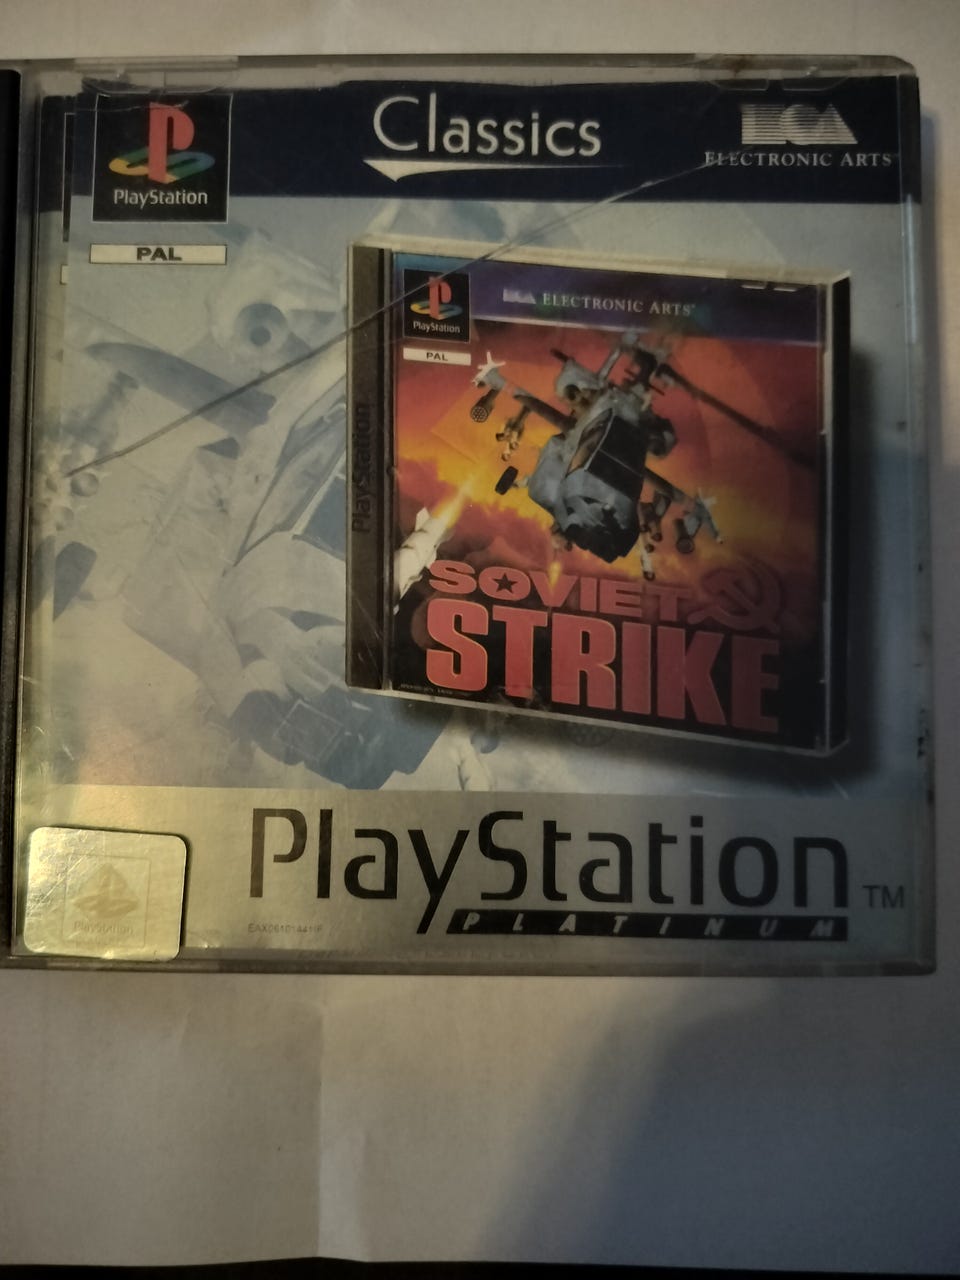 Classics
ELECTRONIC ARTS
PlayStation
PAL
ELECTRONIC ARTS
PlayStation
PAL
PlayStation
SOVIET
STRIKE
PlayStation TM
PLATINUM
PlayStation